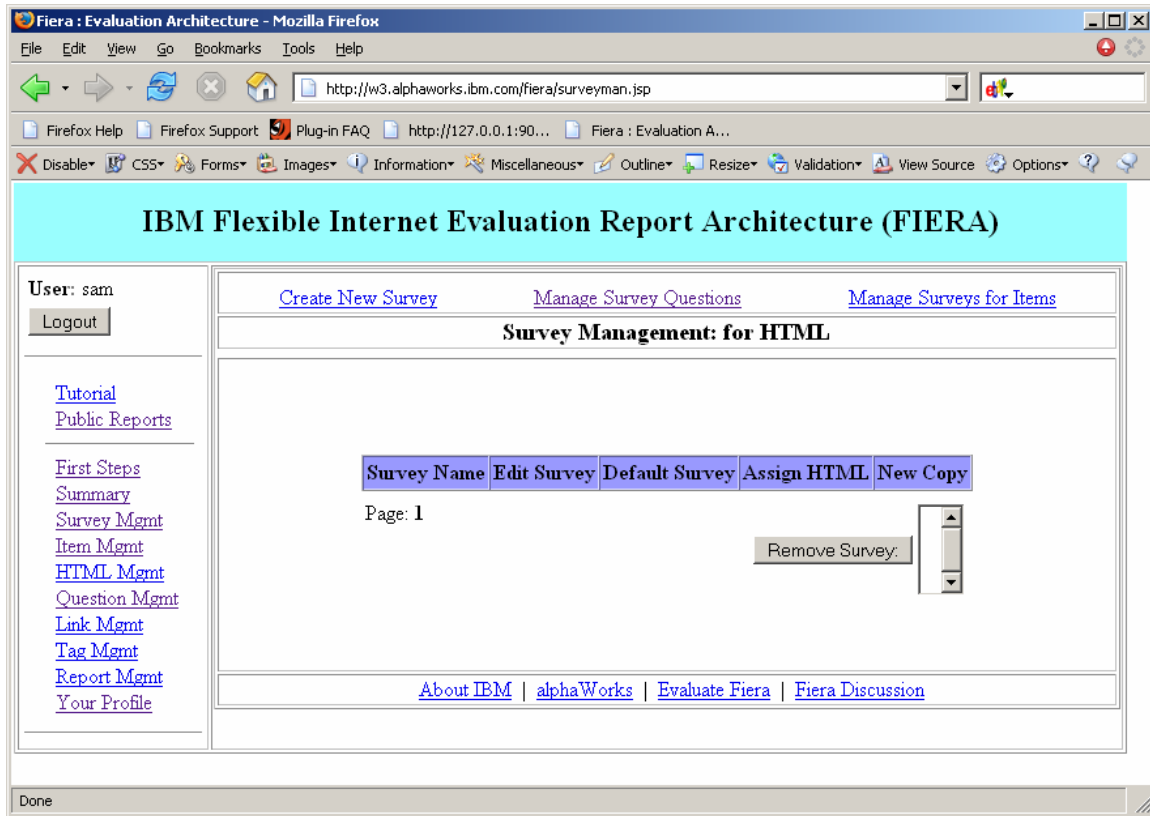 Fiera : Evaluation Architecture - Mozilla Firefox
File Edit View Go Bookmarks Tools Help
http://w3.alphaworks.ibm.com/fiera/surveyman.jsp
Firefox Help Firefox Support Plug-in FAQ http://127.0.0.1:90... Fiera : Evaluation A...
Disable CSS Forms Images Information Miscellaneous Outline Resize Validation View Source Options
IBM Flexible Internet Evaluation Report Architecture (FIERA)
User: sam
Logout
Tutorial
Public Reports
First Steps
Summary
Survey Mgmt
Item Mgmt
HTML Mgmt
Question Mgmt
Link Mgmt
Tag Mgmt
Report Mgmt
Your Profile
Create New Survey Manage Survey Questions Manage Surveys for Items
Survey Management: for HTML
Survey Name Edit Survey Default Survey Assign HTML New Copy
Page: 1
Remove Survey:
About IBM | alphaWorks | Evaluate Fiera | Fiera Discussion
Done